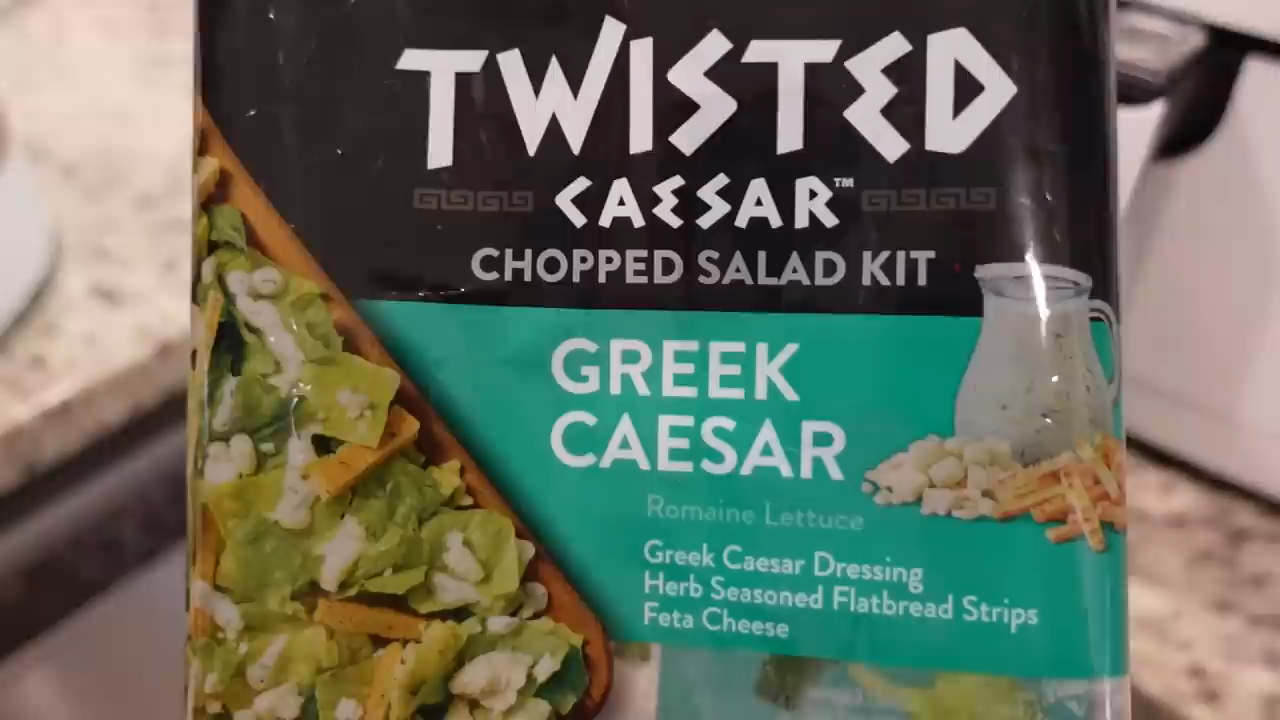 TWISTED
CAESAR™
CHOPPED SALAD KIT
GREEK
CAESAR
Romaine Lettuce
Greek Caesar Dressing
Herb Seasoned Flatbread Strips
Feta Cheese